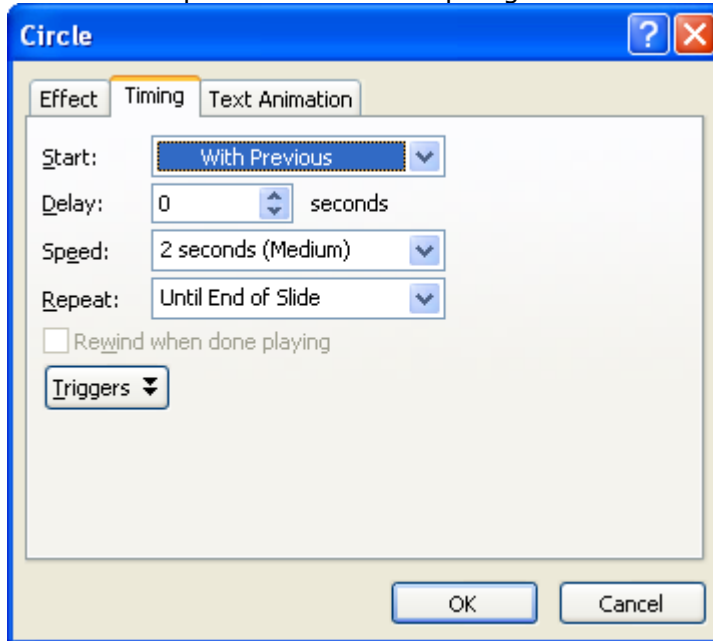 Circle
Effect Timing Text Animation
Start: With Previous
Delay: 0 seconds
Speed: 2 seconds (Medium)
Repeat: Until End of Slide
Rewind when done playing
Triggers
OK Cancel